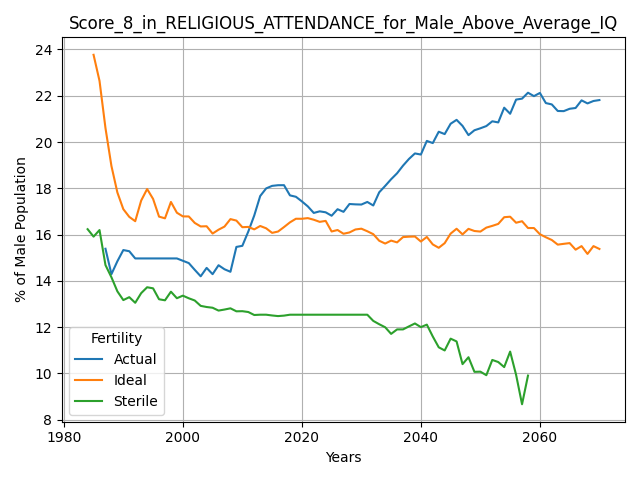 Score_8_in_RELIGIOUS_ATTENDANCE_for_Male_Above_Average_IQ
% of Male Population
24
22
20
18
16
14
12
10
8
Fertility
Actual
Ideal
Sterile
1980
2000
2020
2040
2060
Years